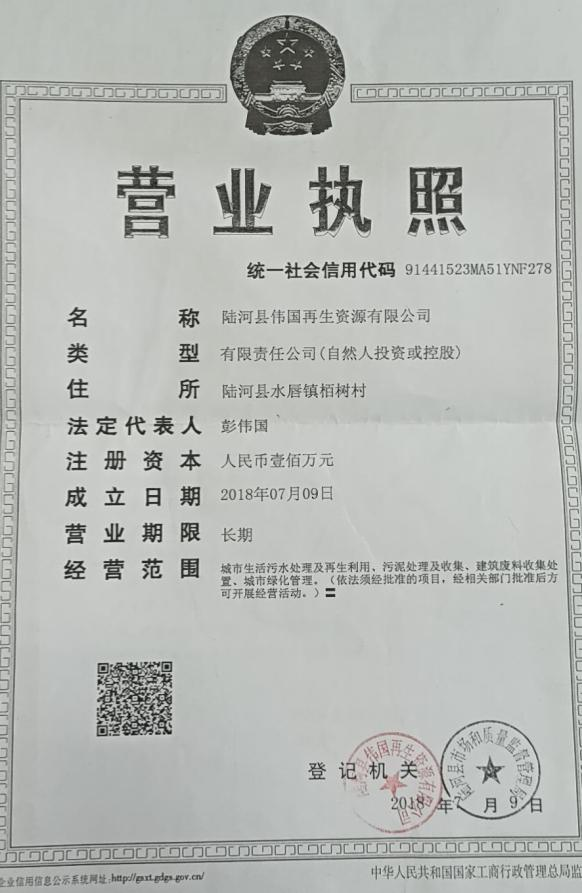 营业执照
统一社会信用代码 91441523MA51YNF278
名称 陆河县伟国再生资源有限公司
类型 有限责任公司(自然人投资或控股)
住所 陆河县水唇镇栢树村
法定代表人 彭伟国
注册资本 人民币壹佰万元
成立日期 2018年07月09日
营业期限 长期
经营范围 城市生活污水处理及再生利用、污泥处理及收集、建筑废料收集处
置、城市绿化管理。(依法须经批准的项目,经相关部门批准后方
可开展经营活动。)〓
陆河县伟国再生资源有限公司
陆河县市场和质量监督管理局
登记机关
2018年7月9日
企业信用信息公示系统网址:http://gsxt.gdgs.gov.cn/
中华人民共和国国家工商行政管理总局监